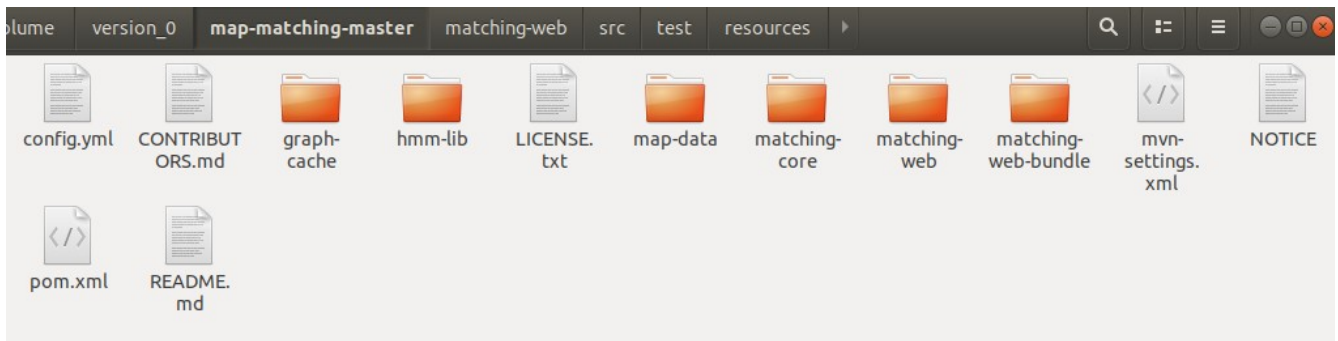 version_0 map-matching-master matching-web src test resources
config.yml
CONTRIBUT
ORS.md
graph-
cache
hmm-lib
LICENSE.
txt
map-data
matching-
core
matching-
web
matching-
web-bundle
mvn-
settings.
xml
NOTICE
pom.xml
README.
md